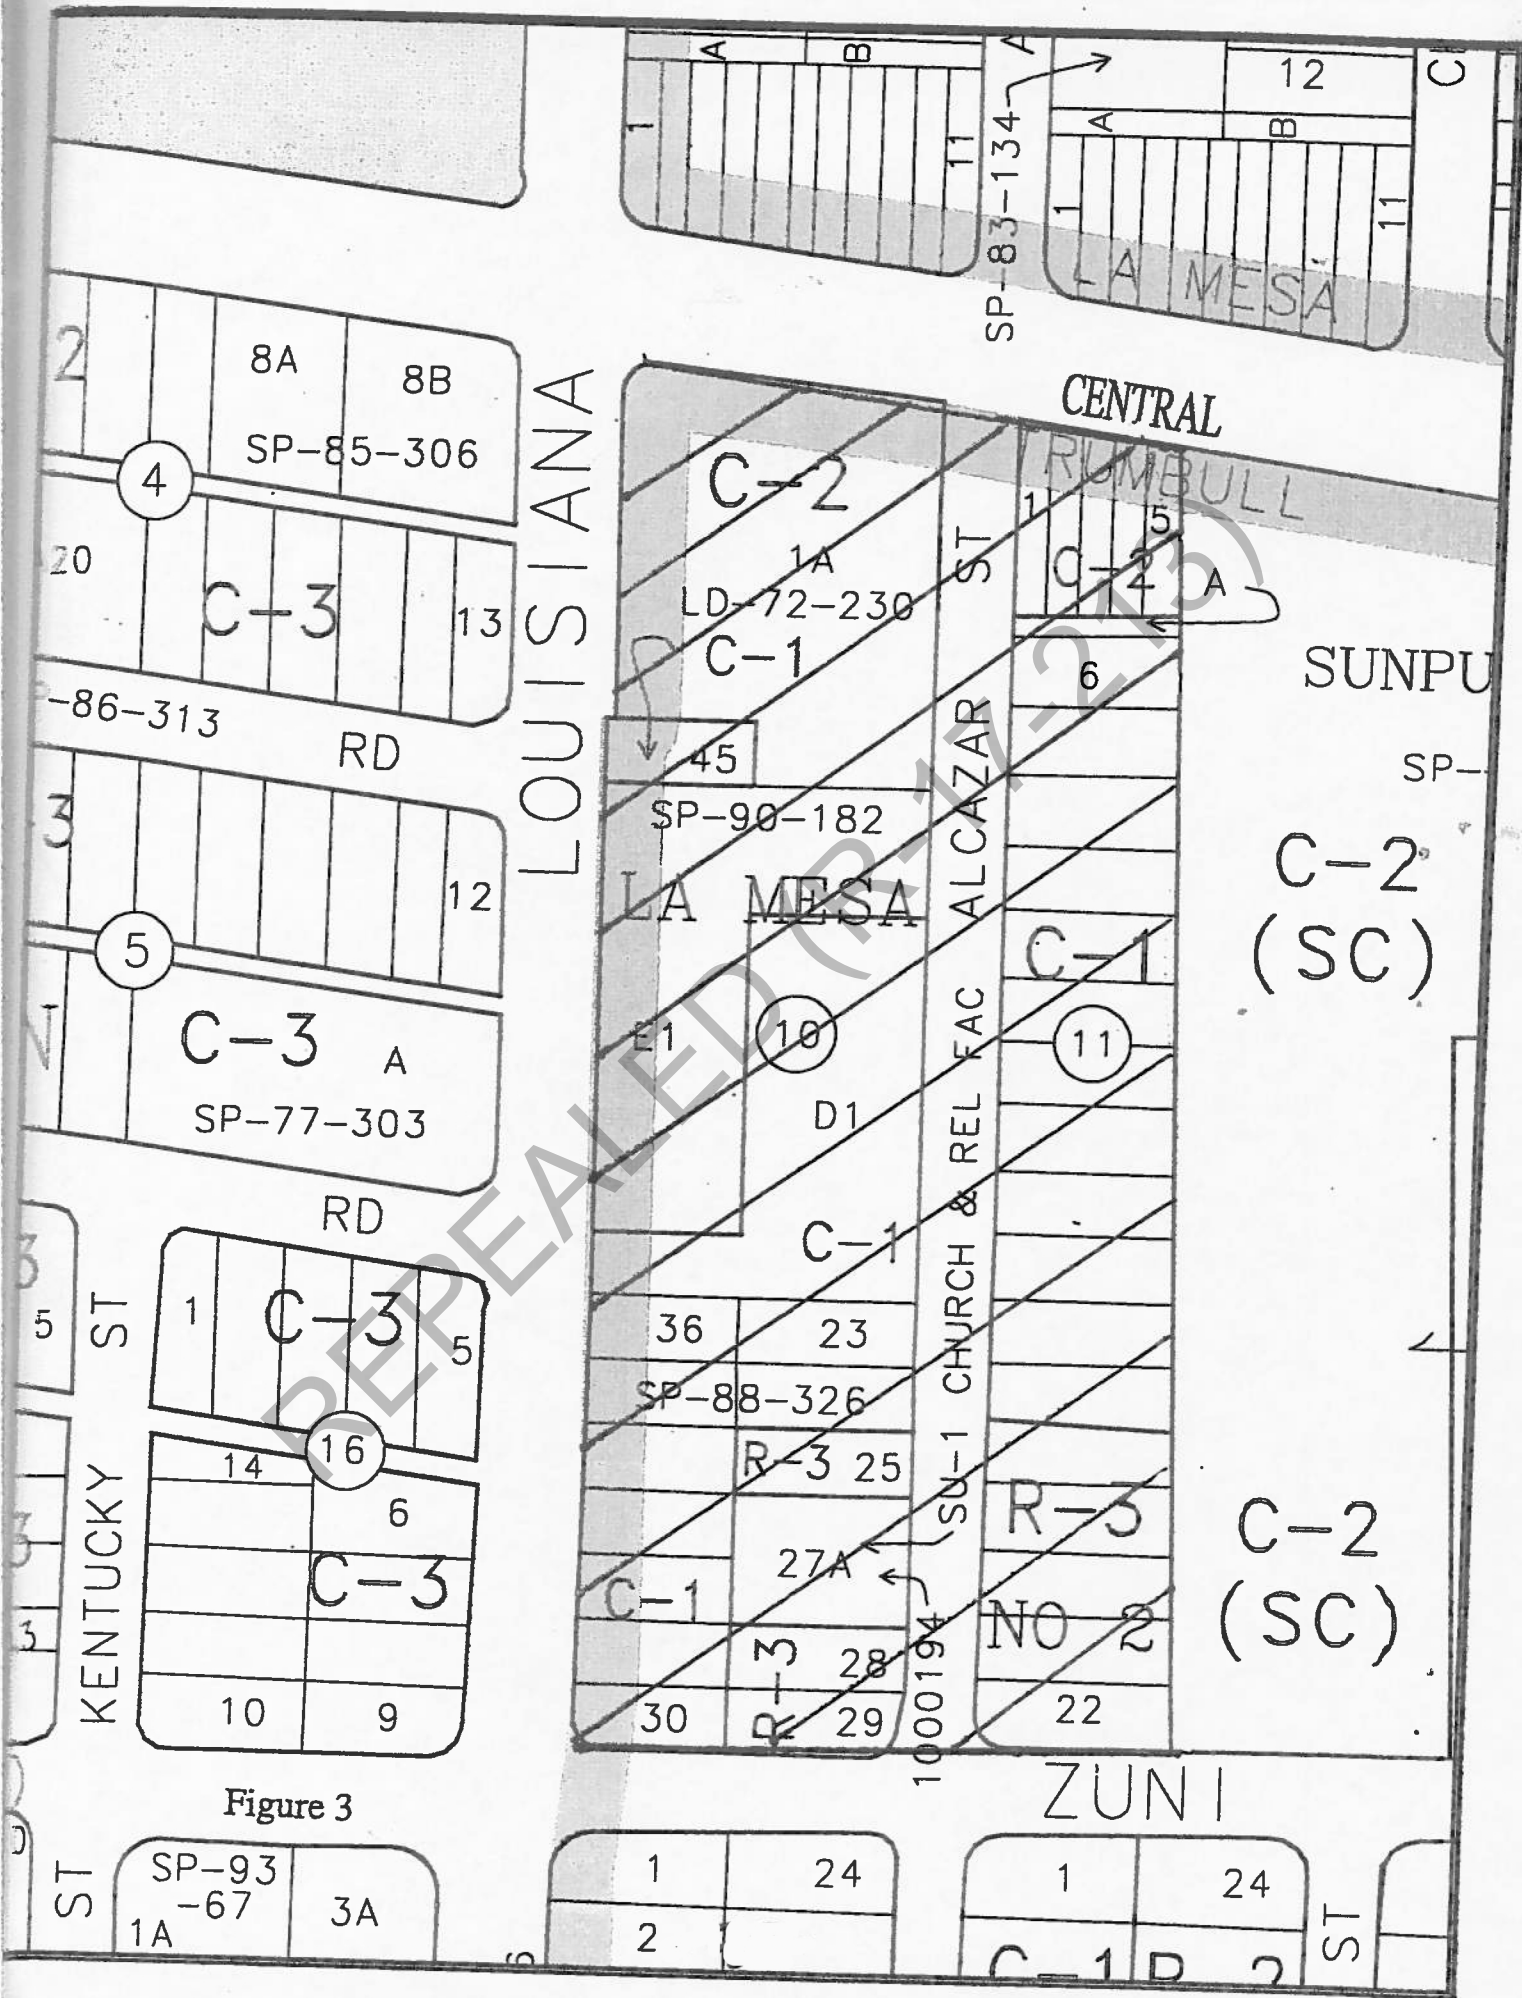 A
B
A
12
C
1
11
SP-83-134
A
B
1
11
LA MESA
2
8A
8B
SP-85-306
4
20
C-3
13
-86-313
RD
LOUISIANA
CENTRAL
TRUMBULL
C-2
1A
LD-72-230
C-1
ST
1
5
C-2
A
6
SUNPU
SP-
45
SP-90-182
LA MESA
ALCAZAR
C-2
(SC)
C-1
3
12
5
C-3
A
SP-77-303
E1
10
11
D1
RD
C-1
SU-1 CHURCH & REL FAC
3
5
ST
1
C-3
5
36
23
SP-88-326
16
14
6
R-3
25
R-3
C-2
(SC)
KENTUCKY
C-3
27A
C-1
NO 2
3
3
R-3
28
1000194
10
9
30
29
22
ZUNI
Figure 3
ST
SP-93
-67
1A
3A
1
24
2
1
24
C-1
R-2
ST
REPEALED (R-17-213)